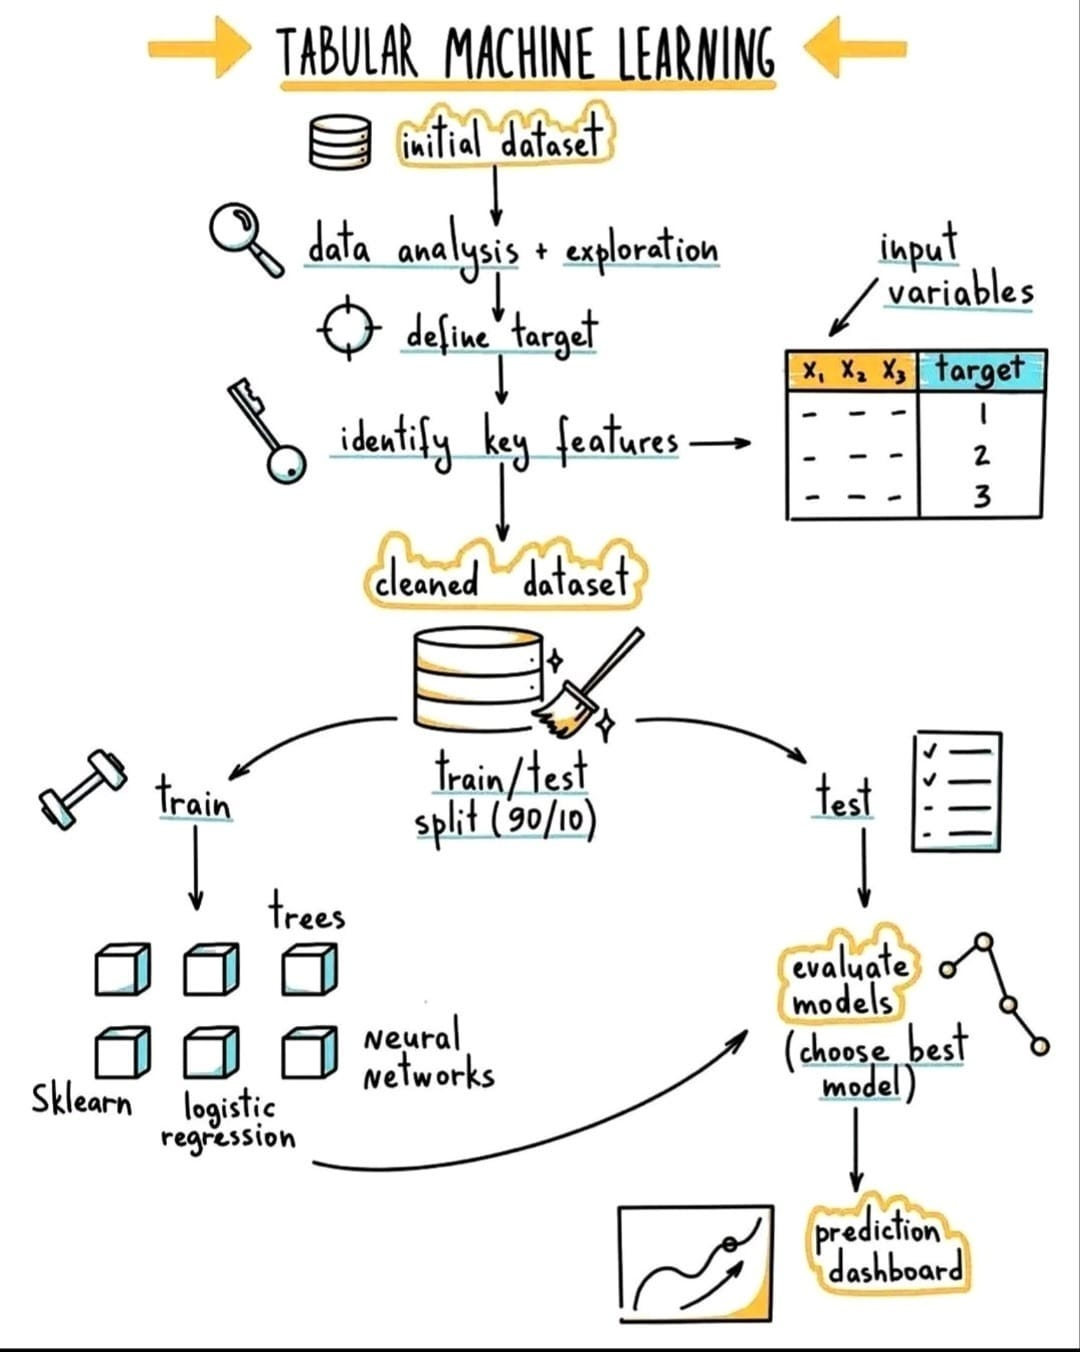 TABULAR MACHINE LEARNING
initial dataset
data analysis + exploration
define target
identify key features
input
variables
x₁ x₂ x₃ target
- - - 1
- - - 2
- - - 3
cleaned dataset
train/test
split (90/10)
train
test
trees
Neural
Networks
Sklearn
logistic
regression
evaluate
models
(choose best
model)
prediction
dashboard